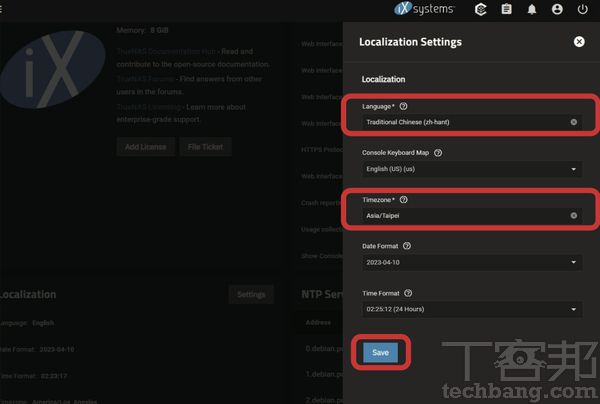 iX systems
Memory: 8 GiB
TrueNAS Documentation Hub - Read and
contribute to the open-source documentation.
TrueNAS Forums - Find answers from other
users in the forums.
TrueNAS Licensing - Learn more about
enterprise-grade support.
Add License
File Ticket
Web Interface
Web Interface
Web Interface
Web Interface
HTTPS Protoc
Web Interface
Crash reportin
Usage collecti
Show Console
Localization
Settings
Language: English
Date Format: 2023-04-10
Time Format: 02:23:17
Timezone: America/Los_Angeles
NTP Serv
Address
0.debian.po
1.debian.po
2.debian.po
Localization Settings
Localization
Language *
Traditional Chinese (zh-hant)
Console Keyboard Map
English (US) (us)
Timezone *
Asia/Taipei
Date Format
2023-04-10
Time Format
02:25:12 (24 Hours)
Save
T客邦
techbang.com